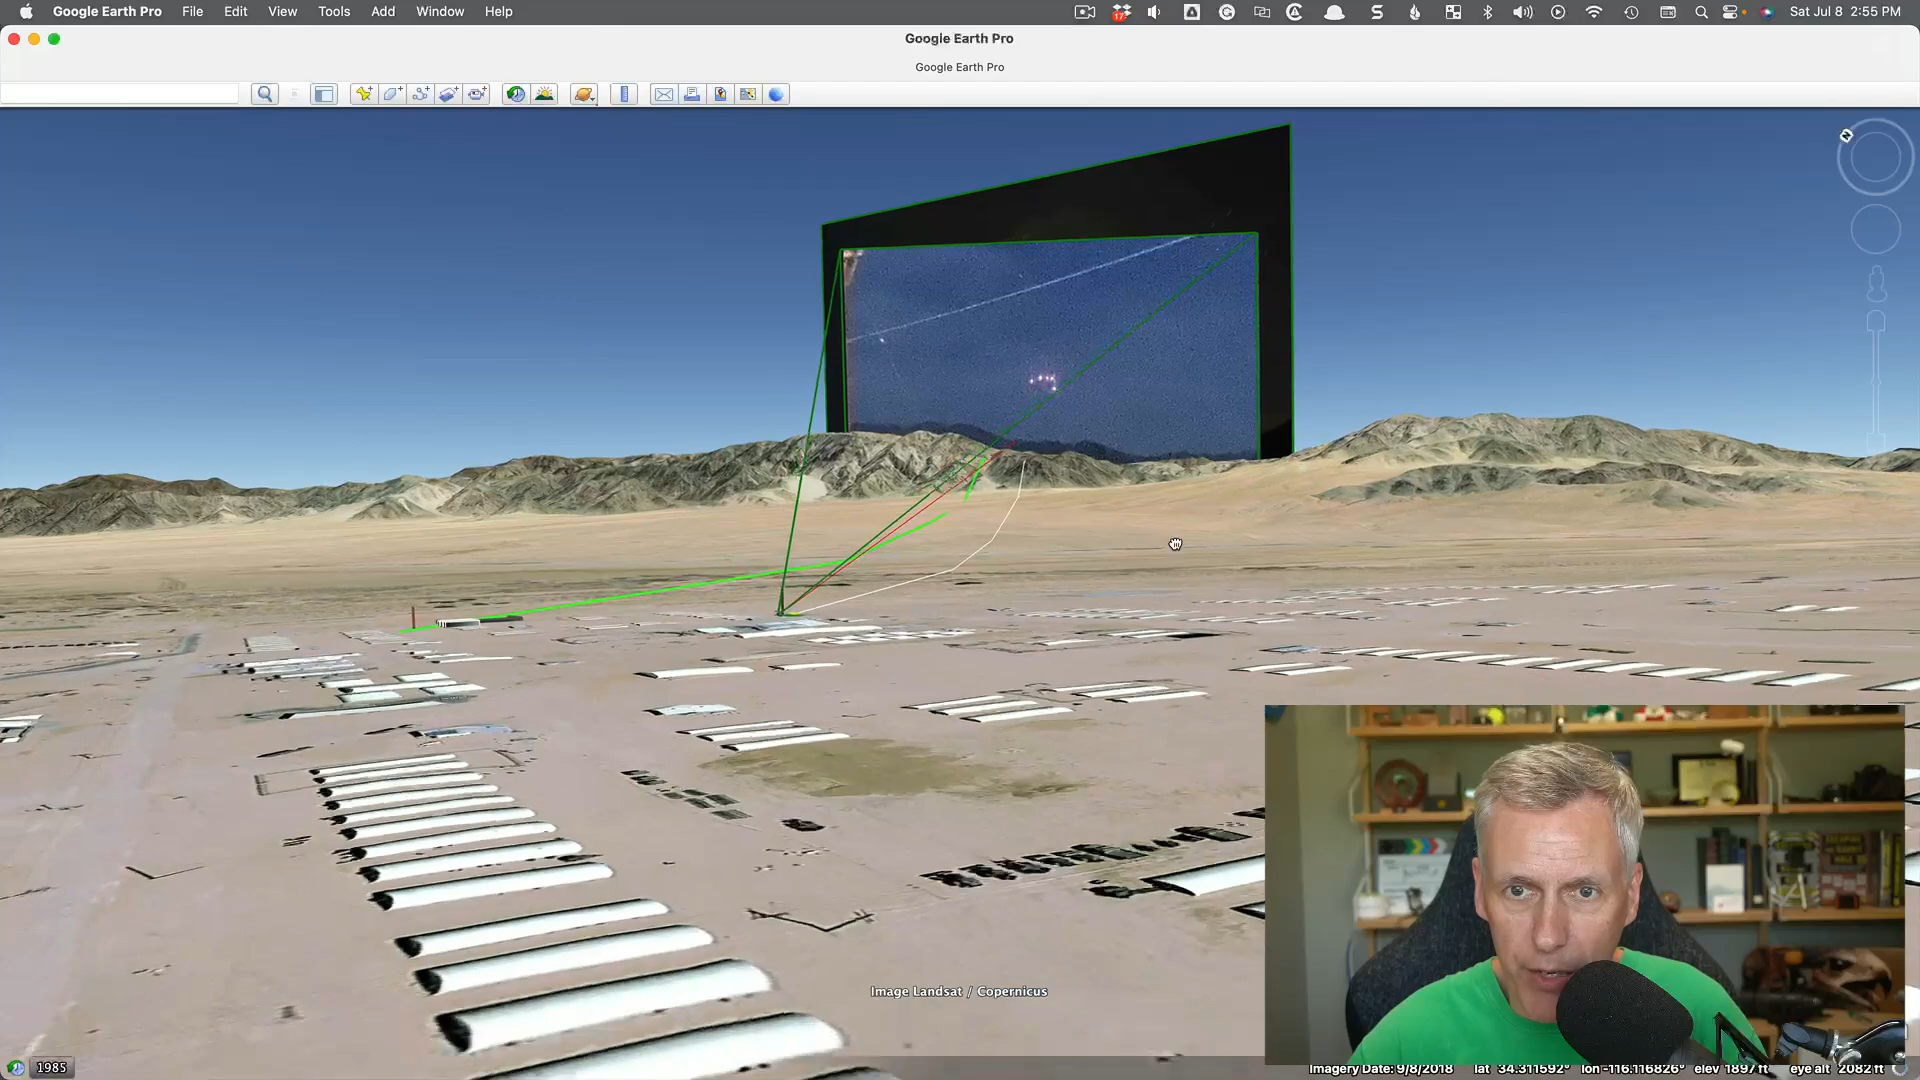 Google Earth Pro File Edit View Tools Add Window Help 17 Sat Jul 8 2:55 PM
Google Earth Pro
Google Earth Pro
N
Image Landsat / Copernicus
1985
Imagery Date: 9/8/2018 lat 34.311592° lon -116.116826° elev 1897 ft eye alt 2082 ft